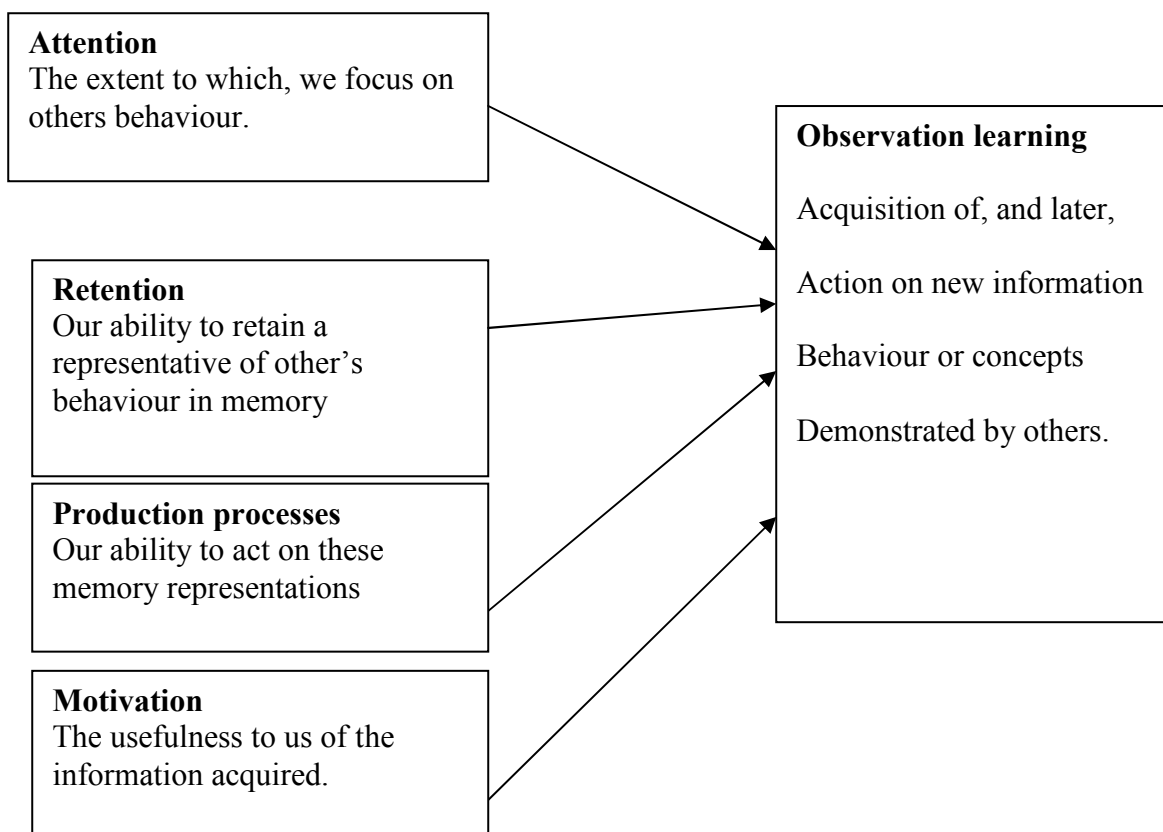 Attention
The extent to which, we focus on
others behaviour.
Retention
Our ability to retain a
representative of other’s
behaviour in memory
Production processes
Our ability to act on these
memory representations
Motivation
The usefulness to us of the
information acquired.
Observation learning
Acquisition of, and later,
Action on new information
Behaviour or concepts
Demonstrated by others.